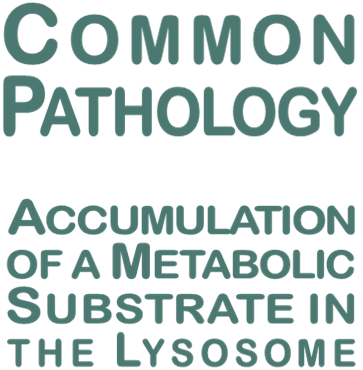 COMMON
PATHOLOGY
ACCUMULATION
OF A METABOLIC
SUBSTRATE IN
THE LYSOSOME